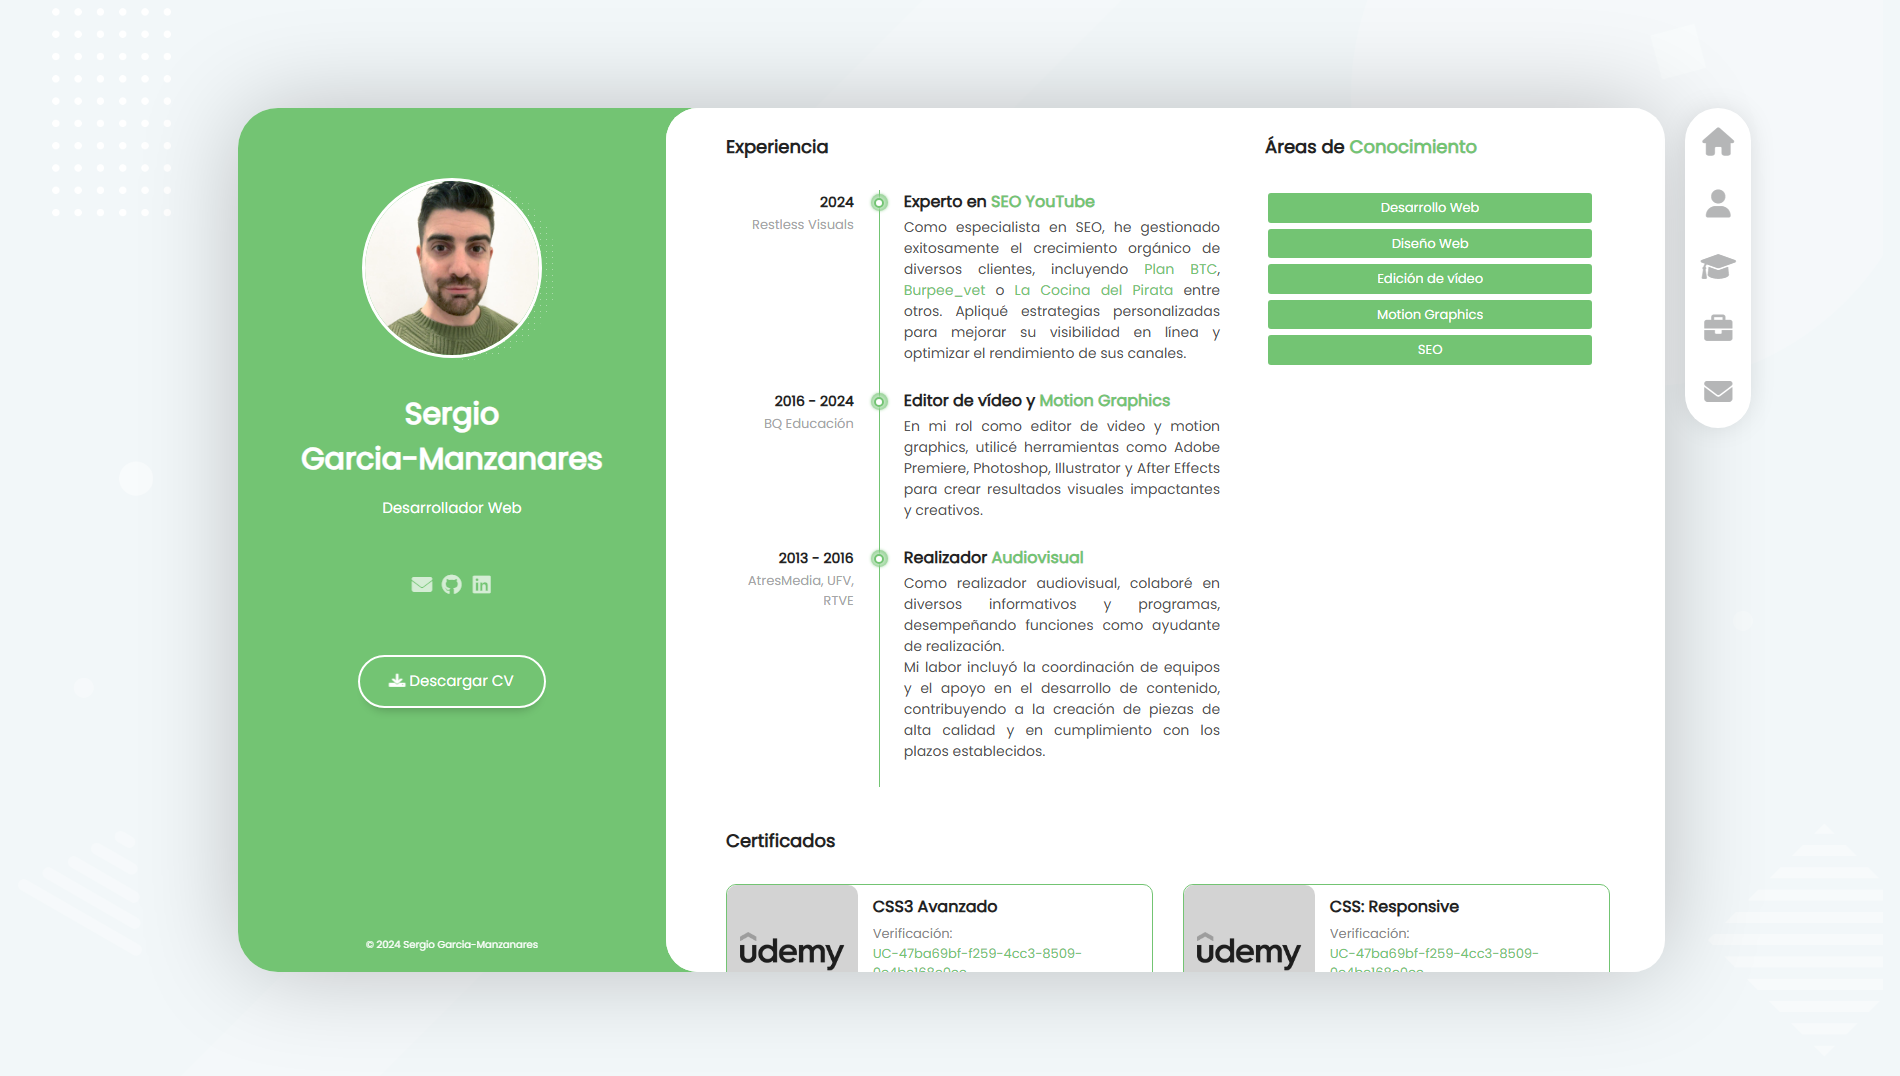 Sergio
Garcia-Manzanares
Desarrollador Web
Descargar CV
© 2024 Sergio Garcia-Manzanares
Experiencia
2024
Restless Visuals
Experto en SEO YouTube
Como especialista en SEO, he gestionado
exitosamente el crecimiento orgánico de
diversos clientes, incluyendo Plan BTC,
Burpee_vet o La Cocina del Pirata entre
otros. Apliqué estrategias personalizadas
para mejorar su visibilidad en línea y
optimizar el rendimiento de sus canales.
2016 - 2024
BQ Educación
Editor de vídeo y Motion Graphics
En mi rol como editor de video y motion
graphics, utilicé herramientas como Adobe
Premiere, Photoshop, Illustrator y After Effects
para crear resultados visuales impactantes
y creativos.
2013 - 2016
AtresMedia, UFV,
RTVE
Realizador Audiovisual
Como realizador audiovisual, colaboré en
diversos informativos y programas,
desempeñando funciones como ayudante
de realización.
Mi labor incluyó la coordinación de equipos
y el apoyo en el desarrollo de contenido,
contribuyendo a la creación de piezas de
alta calidad y en cumplimiento con los
plazos establecidos.
Áreas de Conocimiento
Desarrollo Web
Diseño Web
Edición de vídeo
Motion Graphics
SEO
Certificados
udemy
CSS3 Avanzado
Verificación:
UC-47ba69bf-f259-4cc3-8509-
udemy
CSS: Responsive
Verificación:
UC-47ba69bf-f259-4cc3-8509-